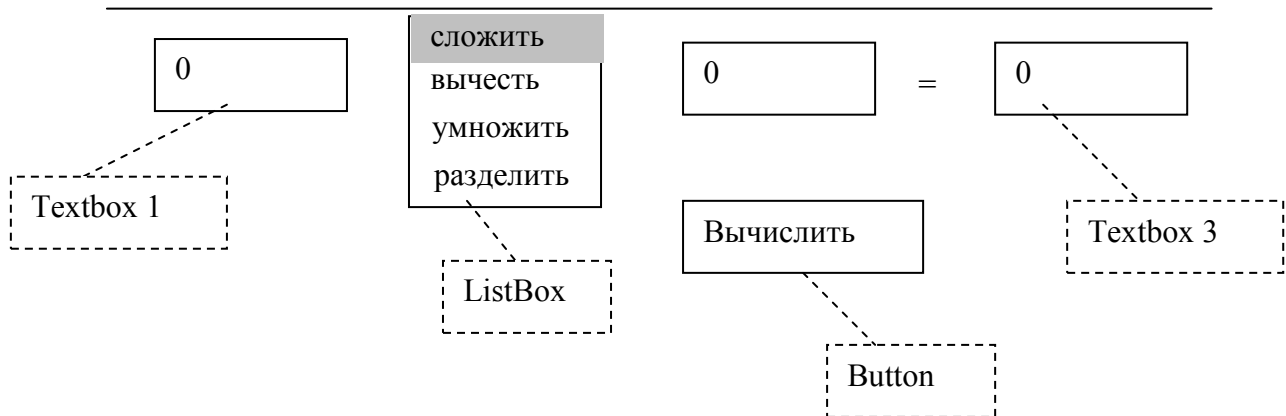 0
сложить
вычесть
умножить
разделить
0
=
0
Textbox 1
ListBox
Вычислить
Textbox 3
Button